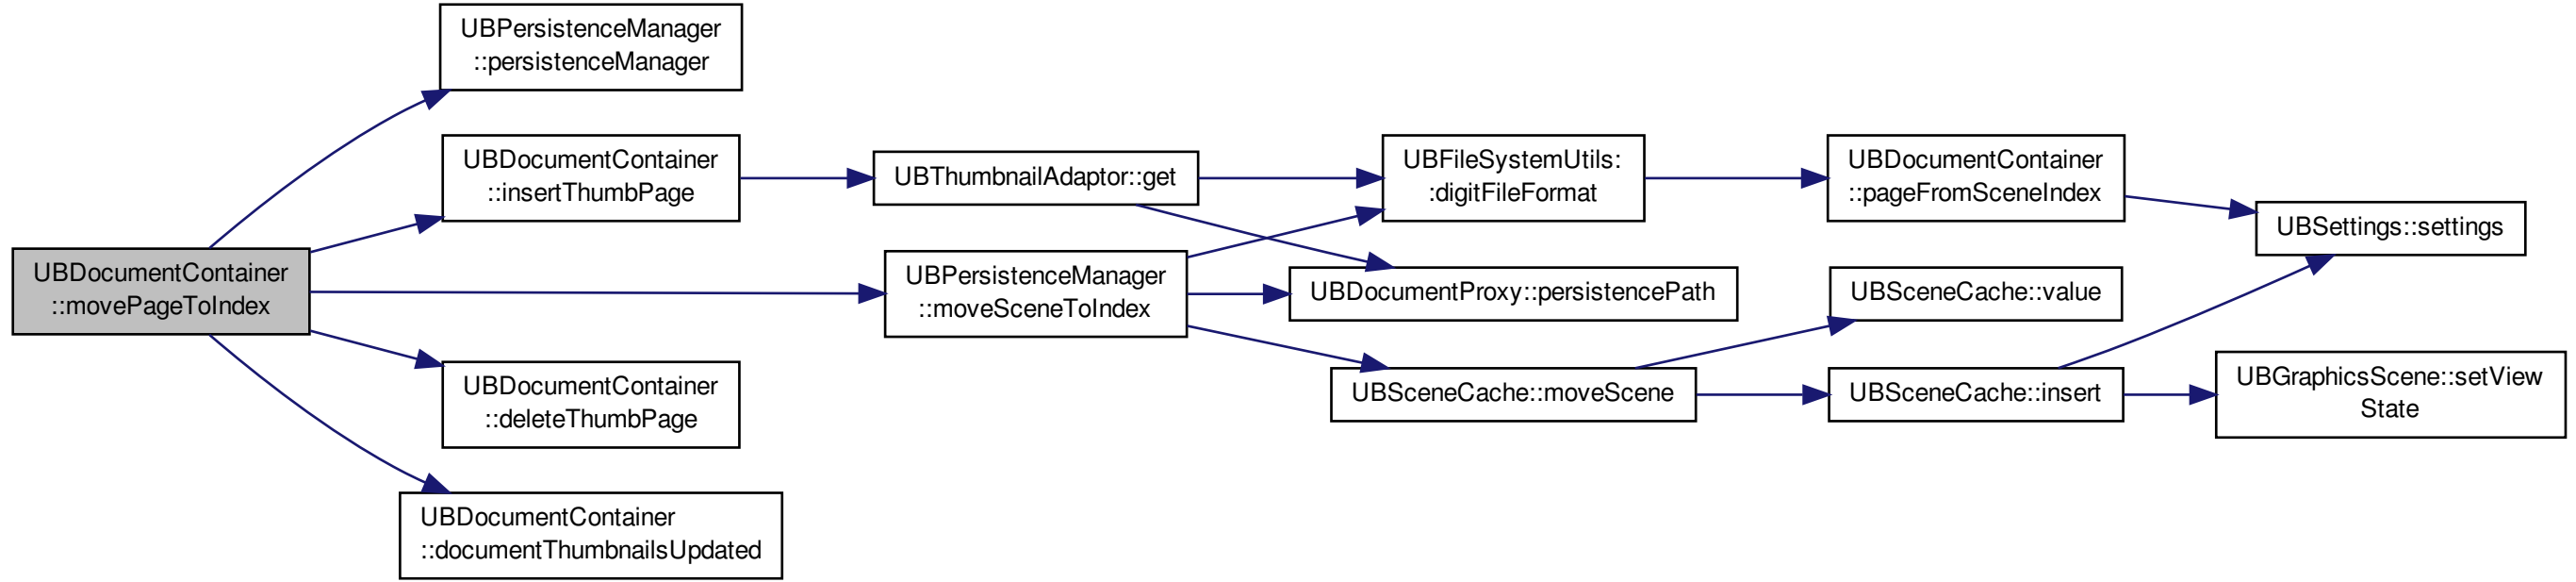 UBPersistenceManager
::persistenceManager
UBDocumentContainer
::insertThumbPage
UBThumbnailAdaptor::get
UBFileSystemUtils:
:digitFileFormat
UBDocumentContainer
::pageFromSceneIndex
UBSettings::settings
UBDocumentContainer
::movePageToIndex
UBPersistenceManager
::moveSceneToIndex
UBDocumentProxy::persistencePath
UBSceneCache::value
UBDocumentContainer
::deleteThumbPage
UBSceneCache::moveScene
UBSceneCache::insert
UBGraphicsScene::setView
State
UBDocumentContainer
::documentThumbnailsUpdated